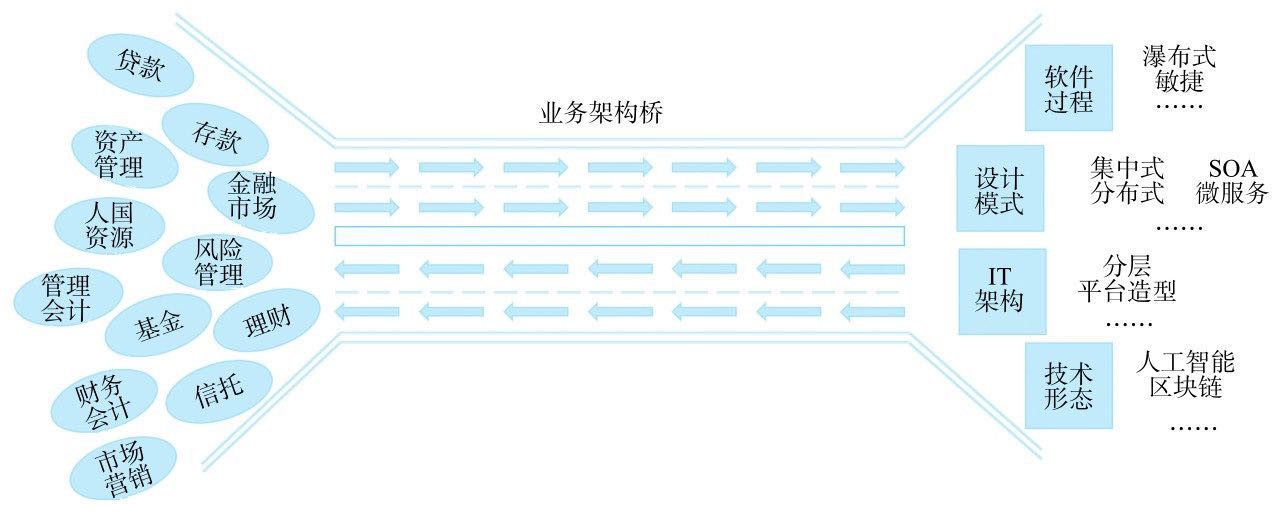 贷款
存款
资产
管理
金融
市场
人国
资源
风险
管理
管理
会计
基金
理财
财务
会计
信托
市场
营销
业务架构桥
软件
过程
瀑布式
敏捷
……
设计
模式
集中式
分布式
SOA
微服务
……
IT
架构
分层
平台造型
……
技术
形态
人工智能
区块链
……